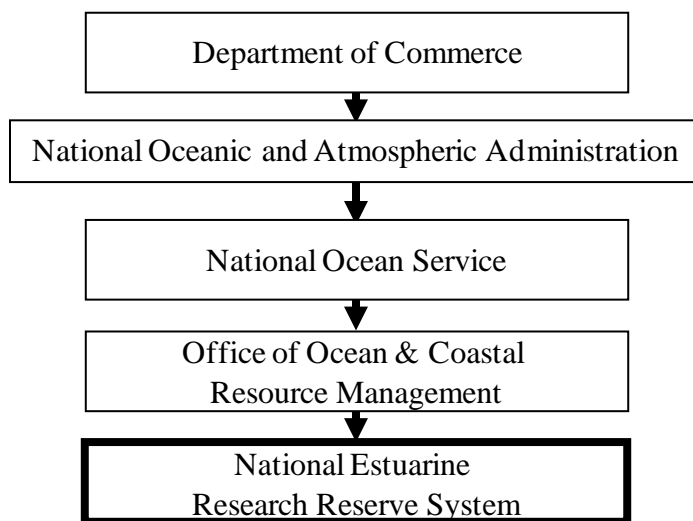 Department of Commerce
National Oceanic and Atmospheric Administration
National Ocean Service
Office of Ocean & Coastal
Resource Management
National Estuarine
Research Reserve System